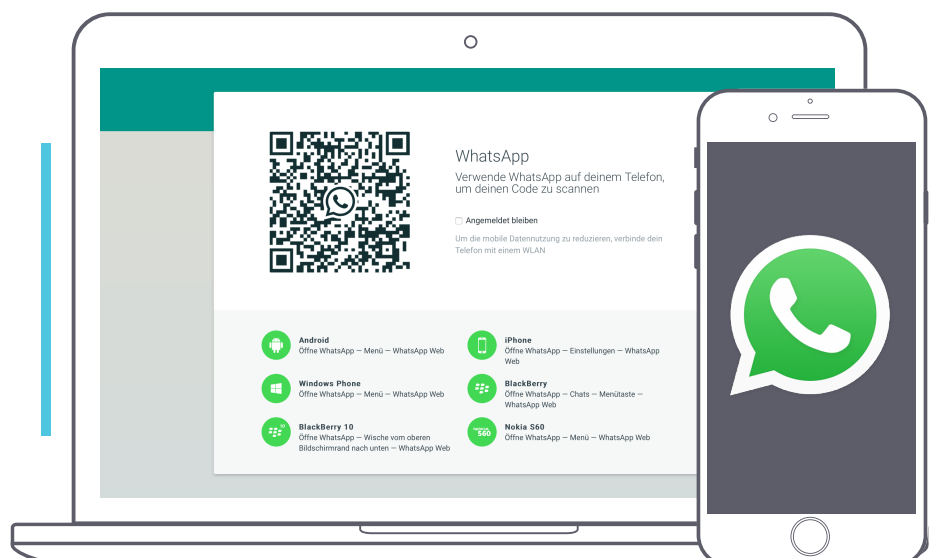 WhatsApp
Verwende WhatsApp auf deinem Telefon,
um deinen Code zu scannen
Angemeldet bleiben
Um die mobile Datennutzung zu reduzieren, verbinde dein
Telefon mit einem WLAN
Android
Öffne WhatsApp — Menü — WhatsApp Web
iPhone
Öffne WhatsApp — Einstellungen — WhatsApp
Web
Windows Phone
Öffne WhatsApp — Menü — WhatsApp Web
BlackBerry
Öffne WhatsApp — Chats — Menütaste —
WhatsApp Web
10
BlackBerry 10
Öffne WhatsApp — Wische vom oberen
Bildschirmrand nach unten — WhatsApp Web
NOKIA
S60
Nokia S60
Öffne WhatsApp — Menü — WhatsApp Web